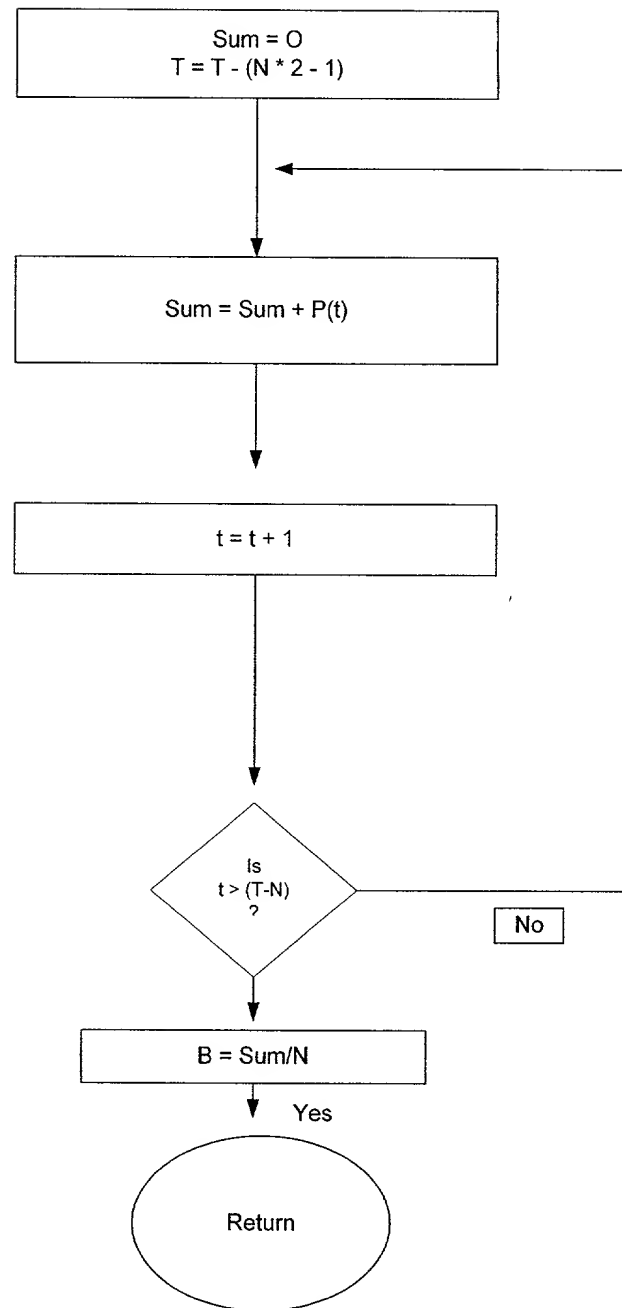 Sum = O
T = T - (N * 2 - 1)
Sum = Sum + P(t)
t = t + 1
Is
t > (T-N)
?
No
B = Sum/N
Yes
Return